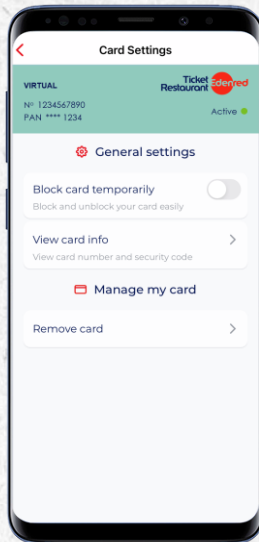 Card Settings
VIRTUAL
Ticket
Restaurant
Edenred
Nº 1234567890
PAN **** 1234
Active
General settings
Block card temporarily
Block and unblock your card easily
View card info
View card number and security code
Manage my card
Remove card